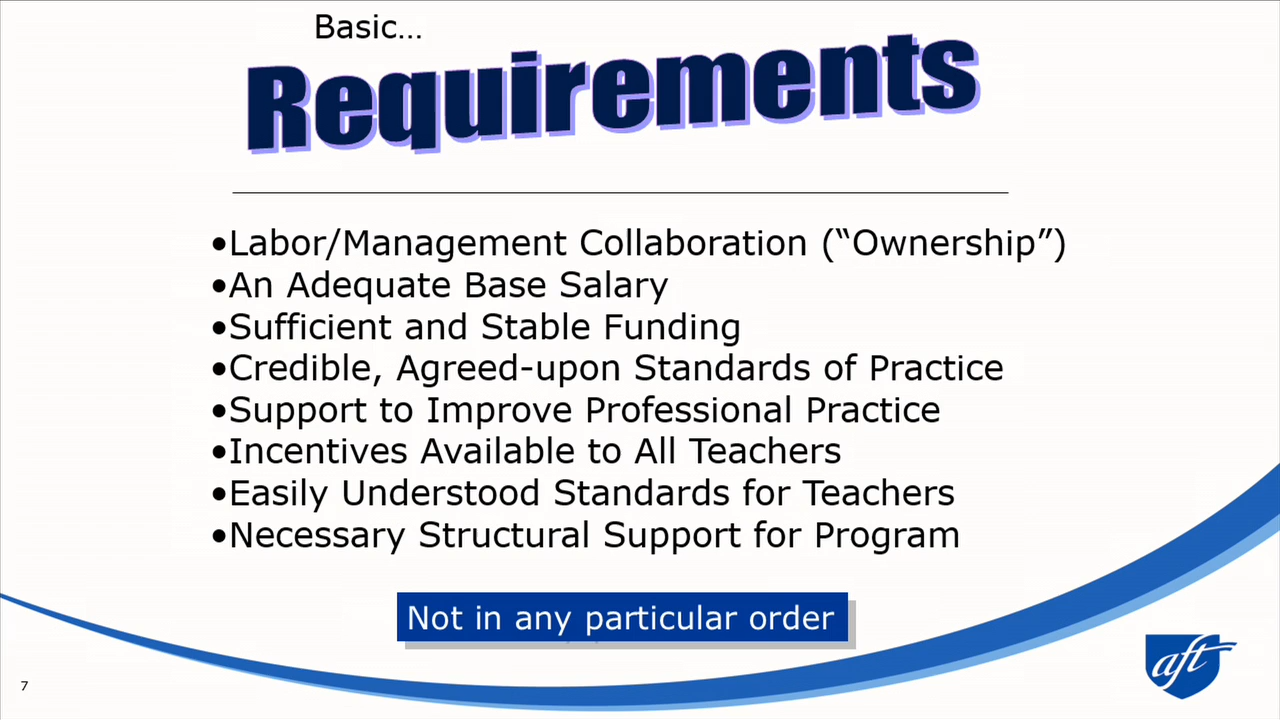 Basic…
Requirements
•Labor/Management Collaboration (“Ownership”)
•An Adequate Base Salary
•Sufficient and Stable Funding
•Credible, Agreed-upon Standards of Practice
•Support to Improve Professional Practice
•Incentives Available to All Teachers
•Easily Understood Standards for Teachers
•Necessary Structural Support for Program
Not in any particular order
7
aft